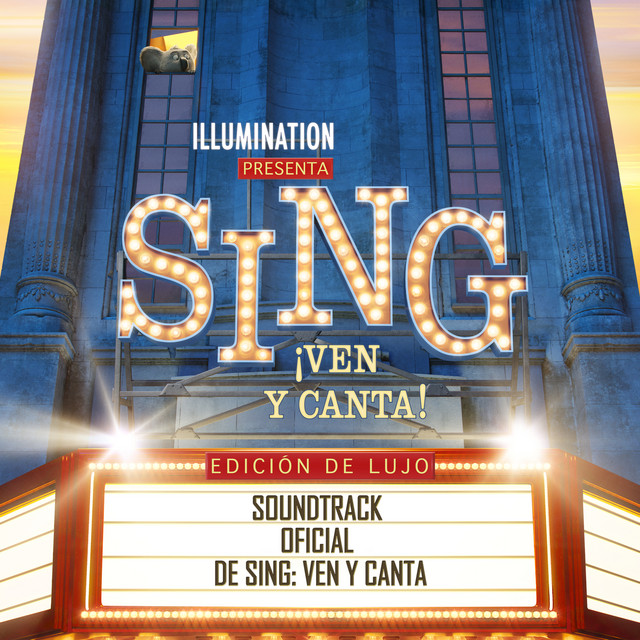 ILLUMINATION
PRESENTA
SING
¡VEN
Y CANTA!
EDICIÓN DE LUJO
SOUNDTRACK
OFICIAL
DE SING: VEN Y CANTA